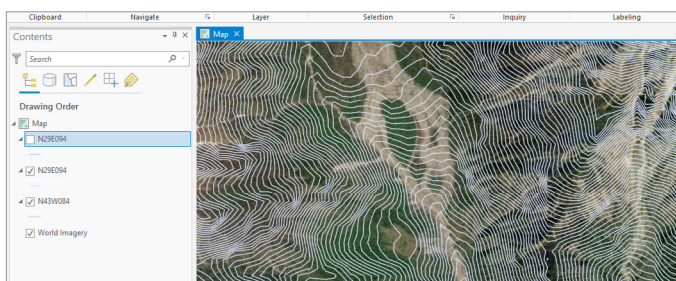 Clipboard
Navigate
Layer
Selection
Inquiry
Labeling
Contents
Map
Search
Drawing Order
Map
N29E094
N29E094
N43W084
World Imagery